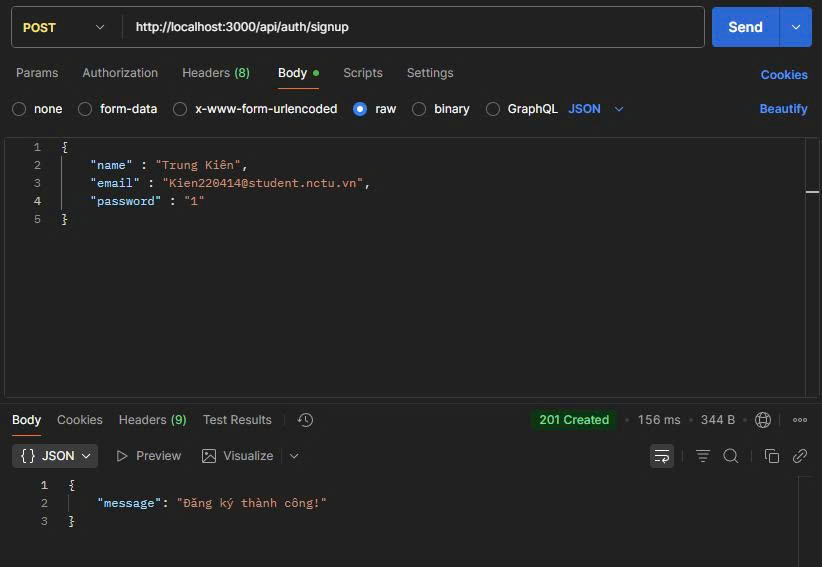 POST http://localhost:3000/api/auth/signup Send
Params Authorization Headers (8) Body Scripts Settings Cookies
none form-data x-www-form-urlencoded raw binary GraphQL JSON Beautify
1 {
2 "name" : "Trung Kiên",
3 "email" : "Kien220414@student.nctu.vn",
4 "password" : "1"
5 }
Body Cookies Headers (9) Test Results 201 Created • 156 ms • 344 B
{} JSON Preview Visualize
1 {
2 "message": "Đăng ký thành công!"
3 }